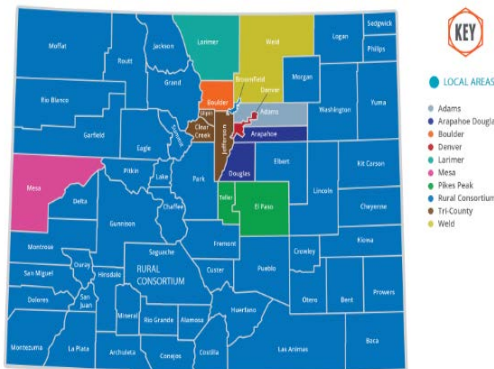 KEY
LOCAL AREAS
Adams
Arapahoe Dougla
Boulder
Denver
Larimer
Mesa
Pikes Peak
Rural Consortium
Tri-County
Weld
Moffat
Routt
Jackson
Larimer
Weld
Logan
Sedgwick
Phillips
Grand
Morgan
Broomfield
Denver
Rio Blanco
Boulder
Adams
Washington
Yuma
Garfield
Eagle
Summit
Clear
Creek
Jefferson
Arapahoe
Douglas
Elbert
Kit Carson
Mesa
Pitkin
Lake
Park
Lincoln
Delta
Chaffee
Teller
El Paso
Cheyenne
Gunnison
Fremont
Kiowa
Montrose
Saguache
Crowley
Ouray
San Miguel
Hinsdale
RURAL
CONSORTIUM
Custer
Pueblo
Dolores
San
Juan
Otero
Bent
Prowers
Mineral
Rio Grande
Alamosa
Huerfano
Montezuma
La Plata
Archuleta
Conejos
Costilla
Las Animas
Baca